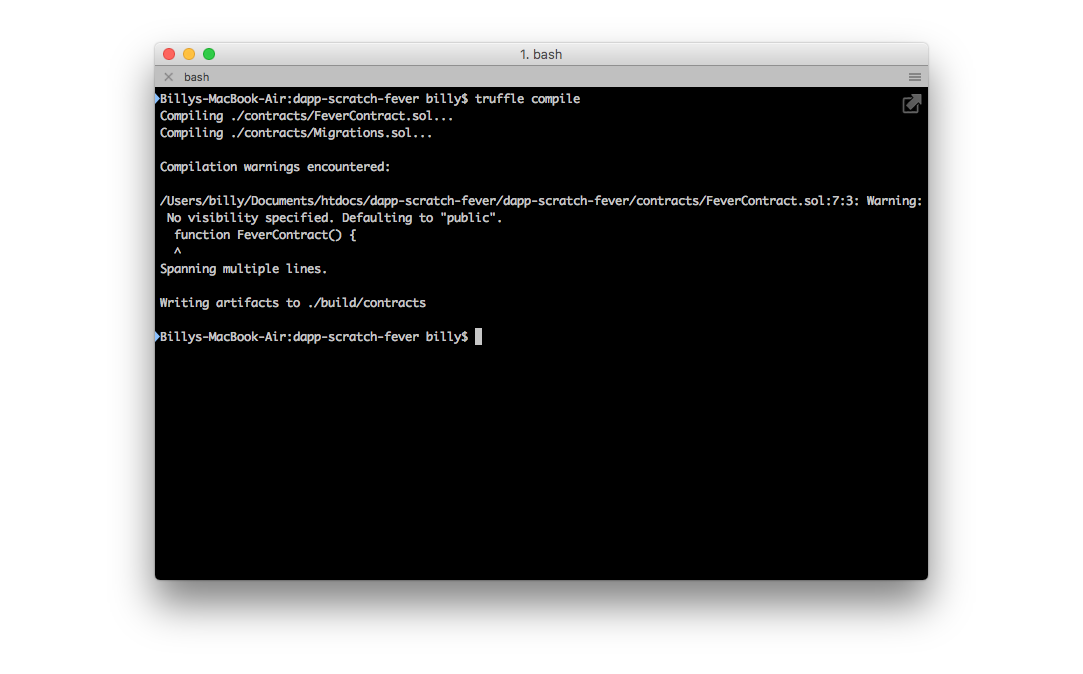 1. bash
bash
Billys-MacBook-Air:dapp-scratch-fever billy$ truffle compile
Compiling ./contracts/FeverContract.sol...
Compiling ./contracts/Migrations.sol...
Compilation warnings encountered:
/Users/billy/Documents/htdocs/dapp-scratch-fever/dapp-scratch-fever/contracts/FeverContract.sol:7:3: Warning:
No visibility specified. Defaulting to "public".
function FeverContract() {
^
Spanning multiple lines.
Writing artifacts to ./build/contracts
Billys-MacBook-Air:dapp-scratch-fever billy$